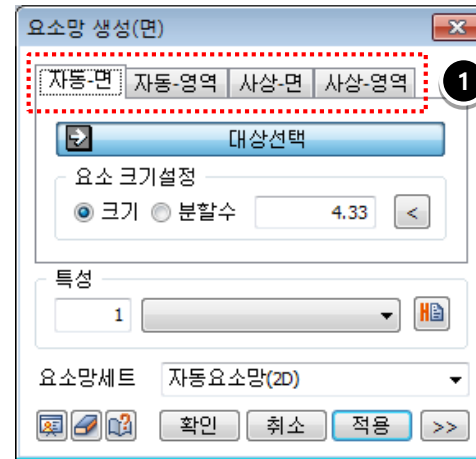 요소망 생성(면)
자동-면 자동-영역 사상-면 사상-영역 1
대상선택
요소 크기설정
크기 분할수 4.33 <
특성
1
요소망세트 자동요소망(2D)
확인 취소 적용 >>